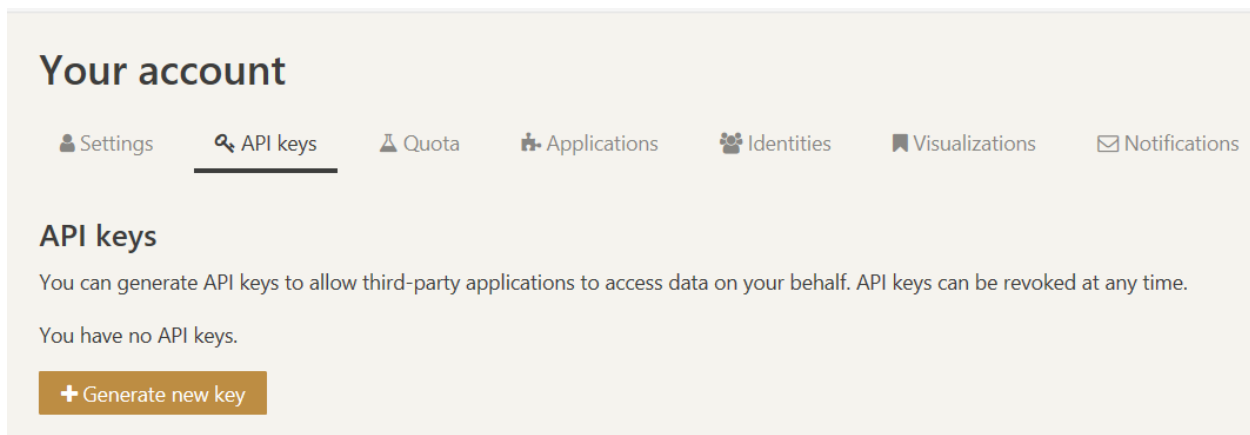 Your account
Settings API keys Quota Applications Identities Visualizations Notifications
API keys
You can generate API keys to allow third-party applications to access data on your behalf. API keys can be revoked at any time.
You have no API keys.
Generate new key